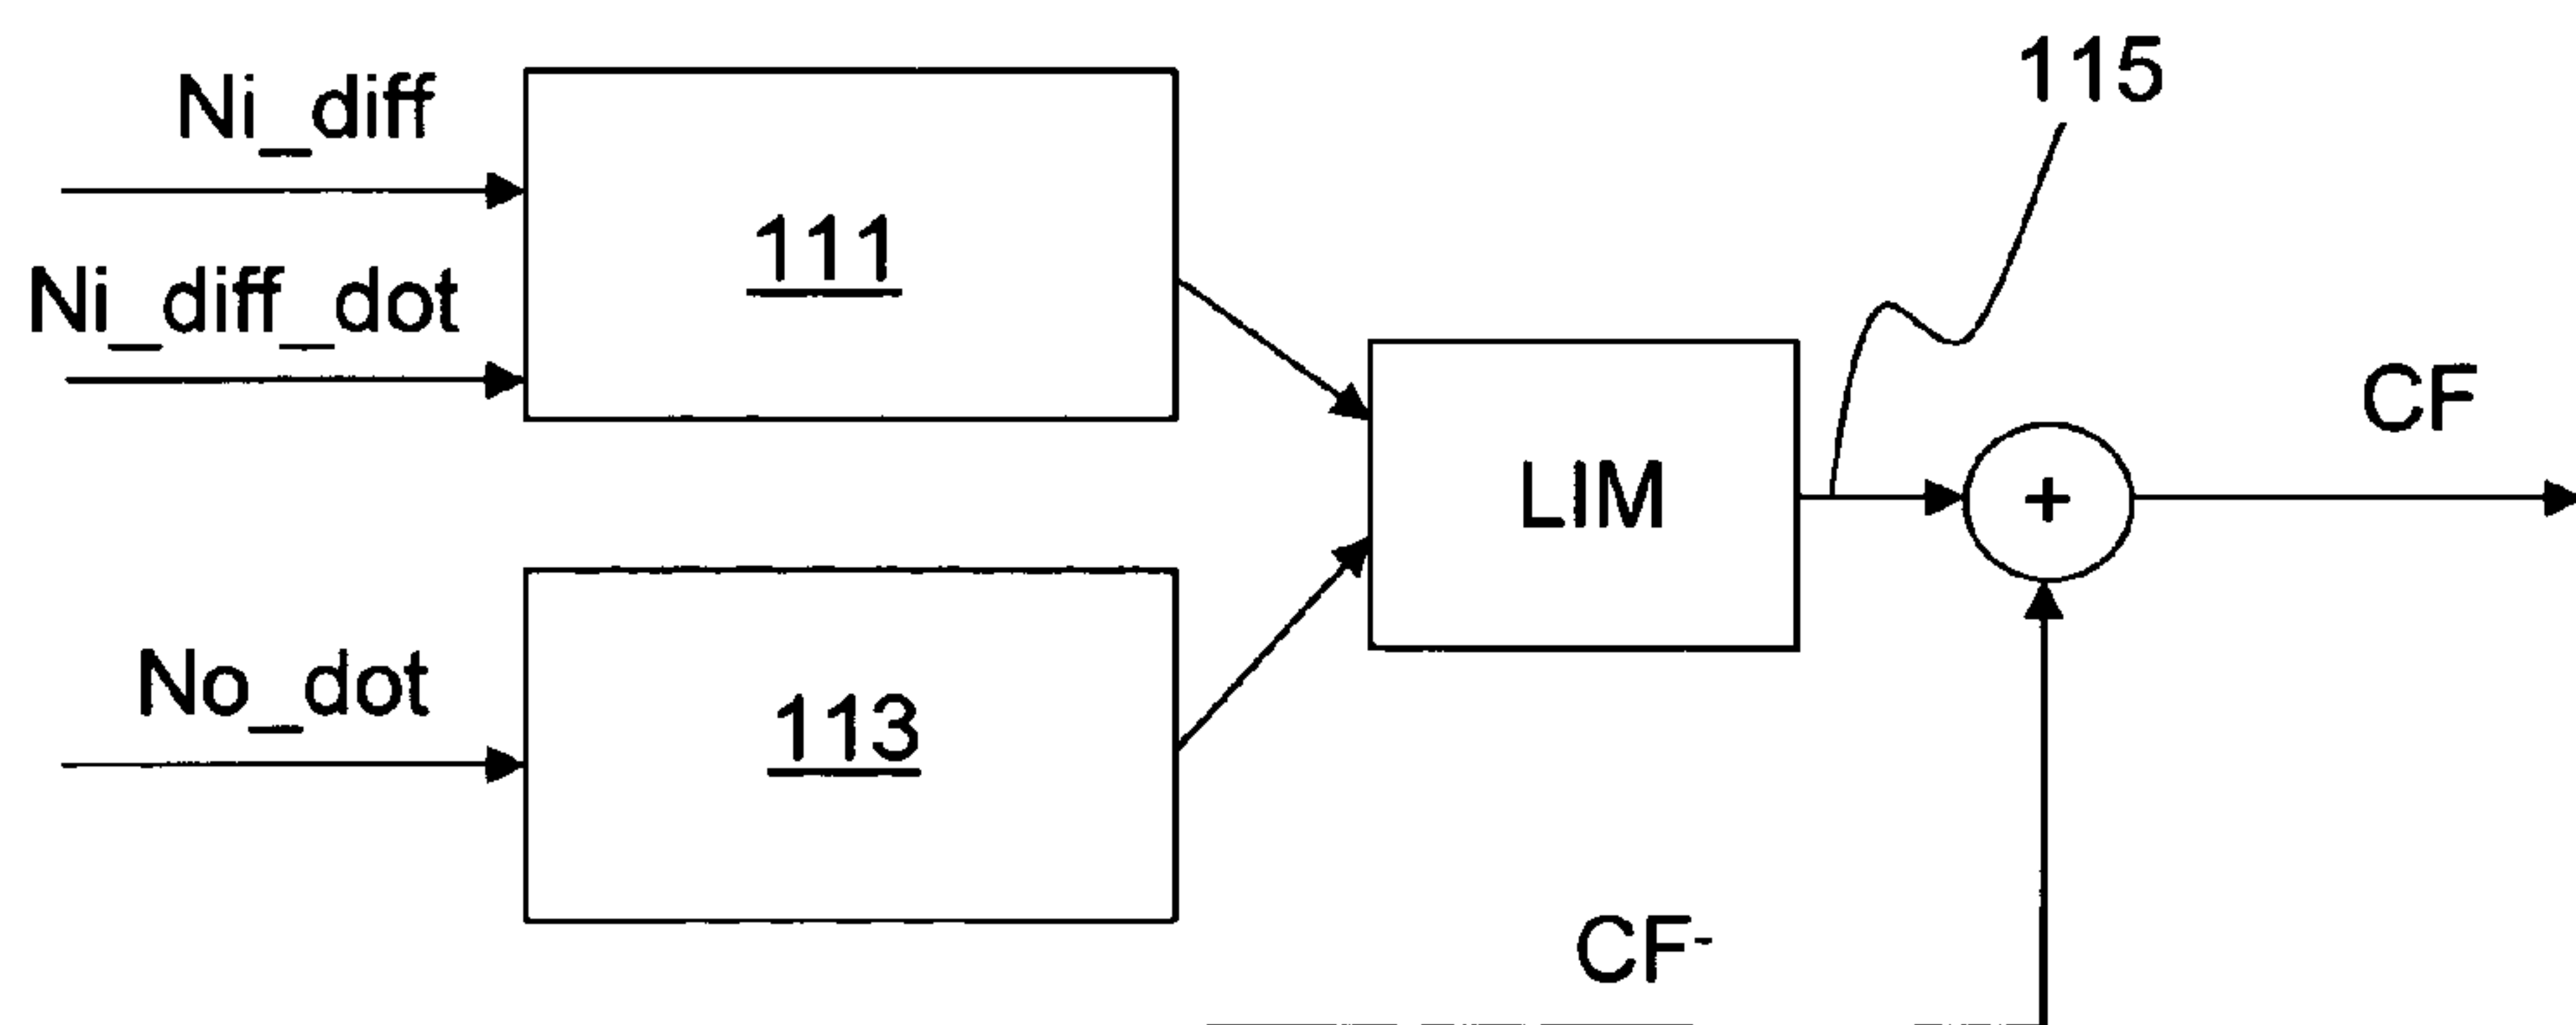 115
Ni_diff
111
Ni_diff_dot
CF
LIM
+
No_dot
113
CF-